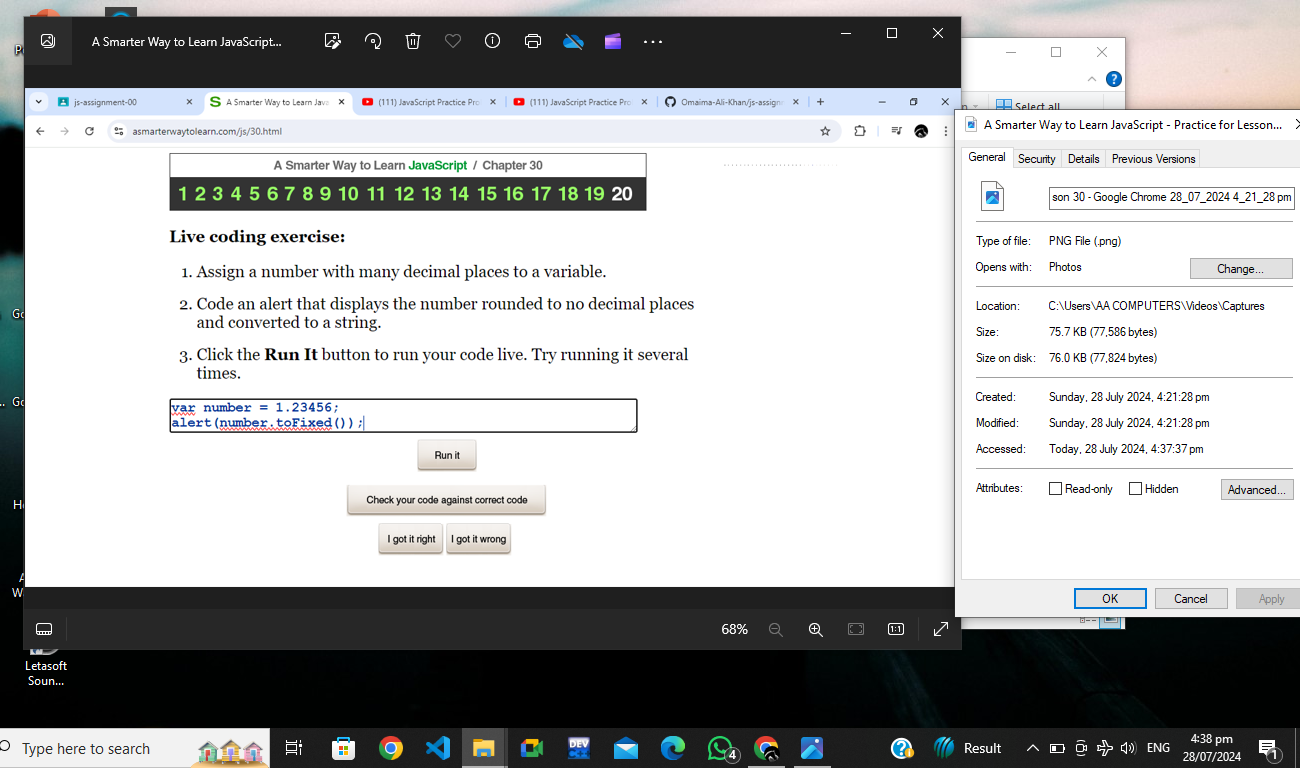 A Smarter Way to Learn JavaScript...
js-assignment-00
A Smarter Way to Learn Java
(111) JavaScript Practice Pro
(111) JavaScript Practice Pro
Omaima-Ali-Khan/js-assignm
asmarterwaytolearn.com/js/30.html
A Smarter Way to Learn JavaScript / Chapter 30
1 2 3 4 5 6 7 8 9 10 11 12 13 14 15 16 17 18 19 20
Live coding exercise:
1. Assign a number with many decimal places to a variable.
2. Code an alert that displays the number rounded to no decimal places
and converted to a string.
3. Click the Run It button to run your code live. Try running it several
times.
var number = 1.23456;
alert(number.toFixed());
Run it
Check your code against correct code
I got it right
I got it wrong
68%
1:1
Select all
A Smarter Way to Learn JavaScript - Practice for Lesson...
General
Security
Details
Previous Versions
son 30 - Google Chrome 28_07_2024 4_21_28 pm
Type of file: PNG File (.png)
Opens with: Photos
Change...
Location: C:\Users\AA COMPUTERS\Videos\Captures
Size: 75.7 KB (77,586 bytes)
Size on disk: 76.0 KB (77,824 bytes)
Created: Sunday, 28 July 2024, 4:21:28 pm
Modified: Sunday, 28 July 2024, 4:21:28 pm
Accessed: Today, 28 July 2024, 4:37:37 pm
Attributes: Read-only Hidden
Advanced...
OK
Cancel
Apply
Letasoft
Soun...
Type here to search
DEV
4
Result
ENG
4:38 pm
28/07/2024
1